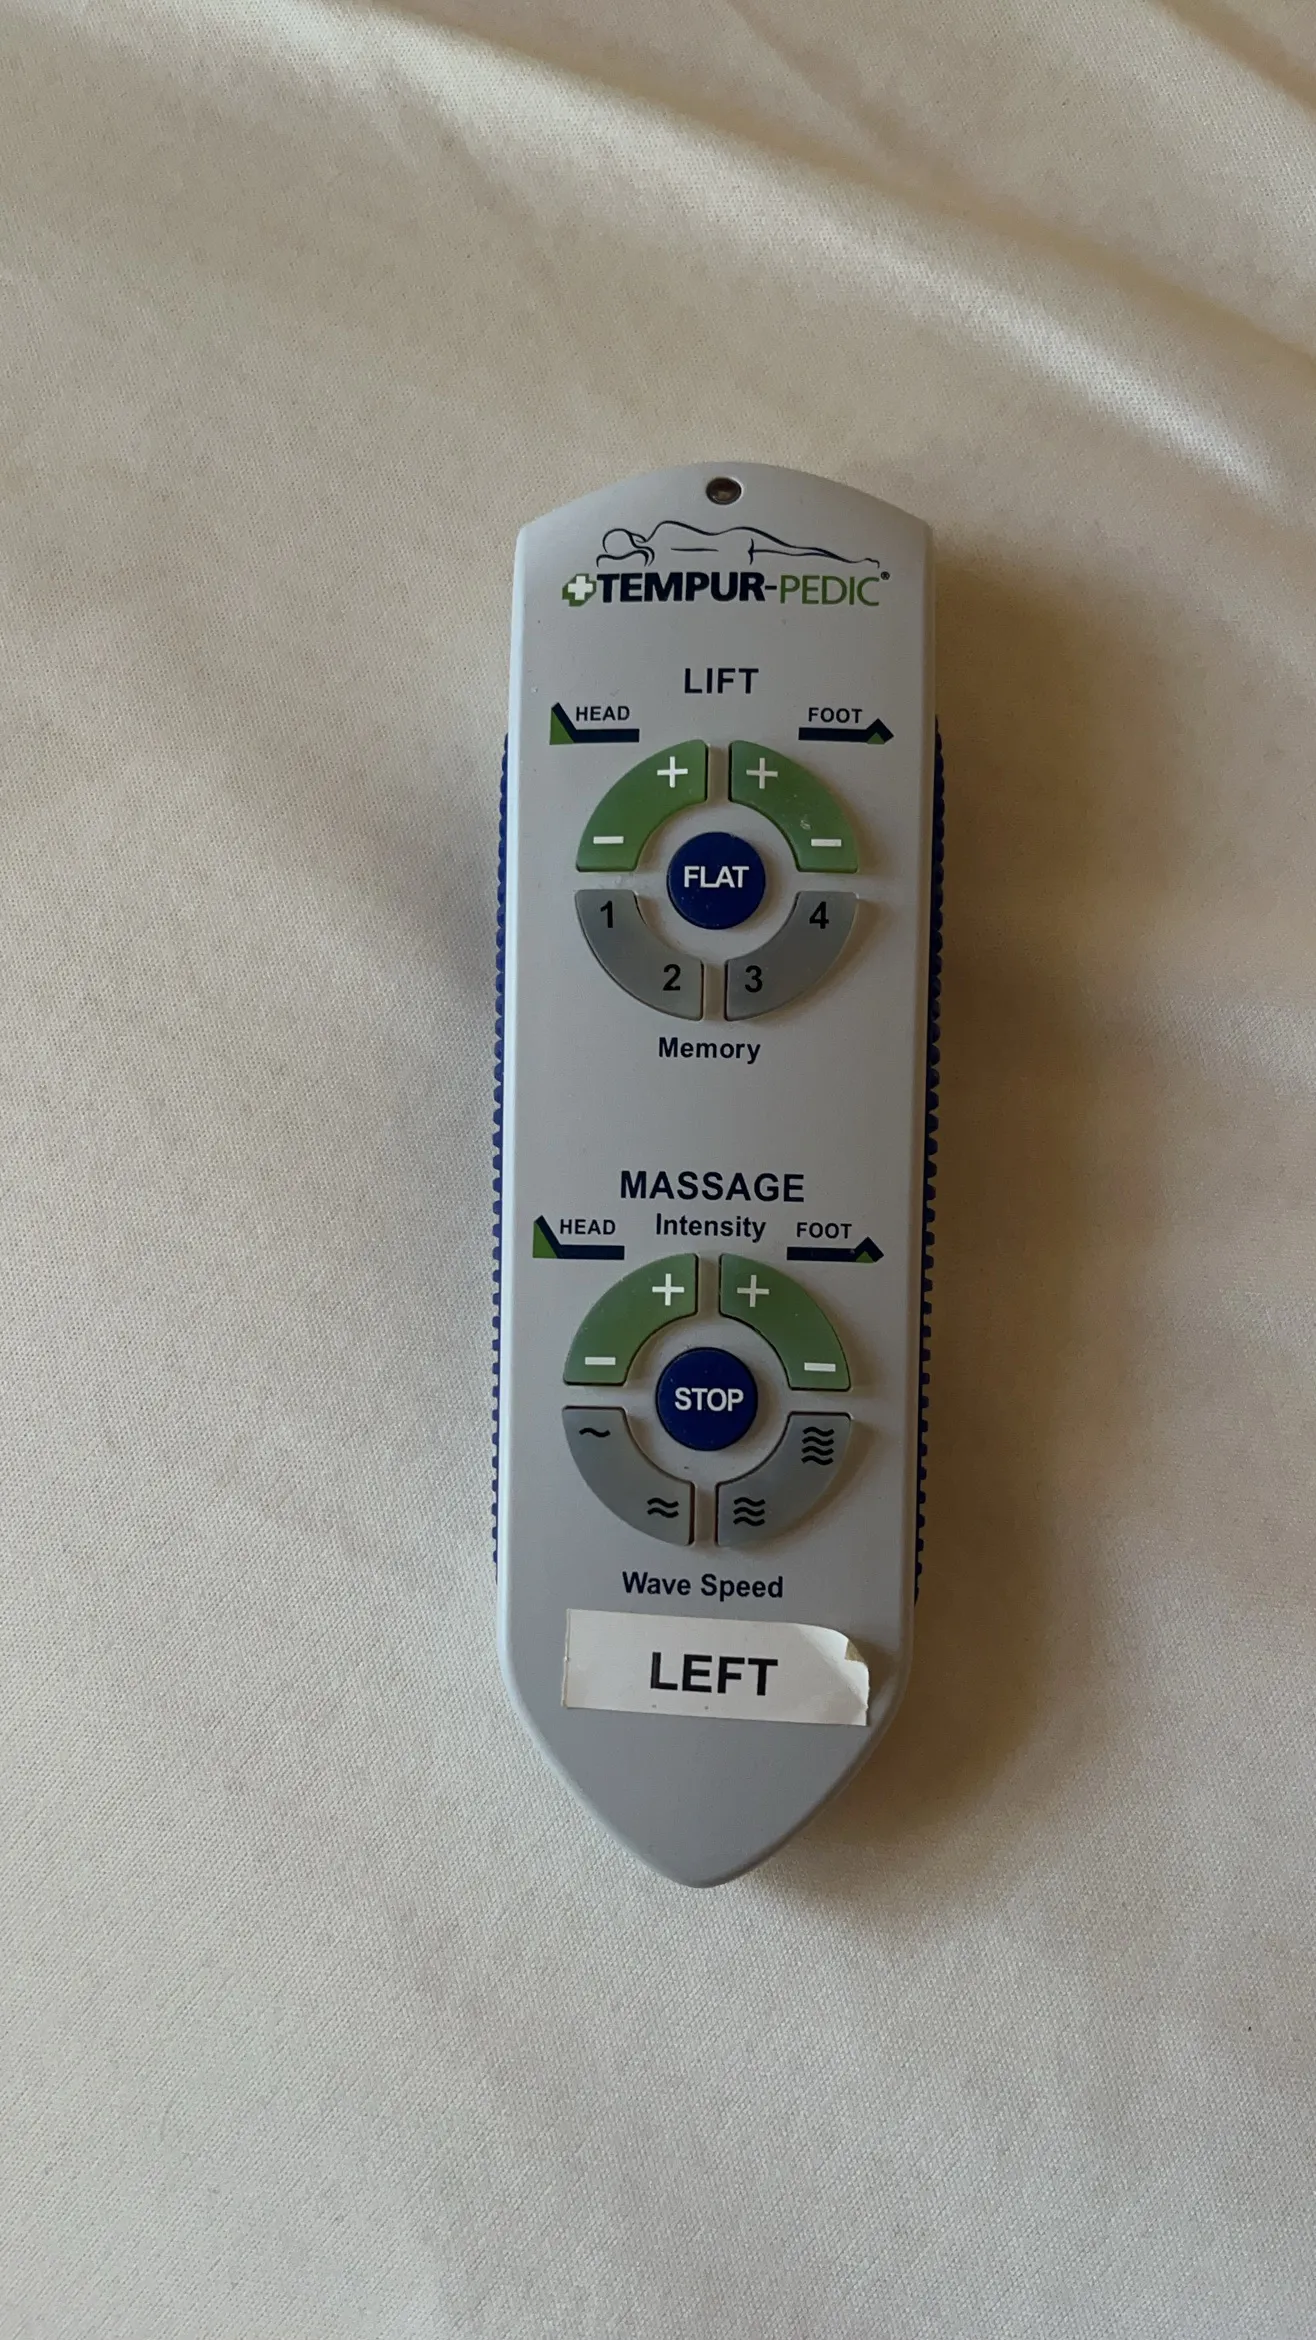 TEMPUR-PEDIC®
LIFT
HEAD FOOT
+ +
− −
FLAT
1 4
2 3
Memory
MASSAGE
HEAD Intensity FOOT
+ +
− −
STOP
Wave Speed
LEFT